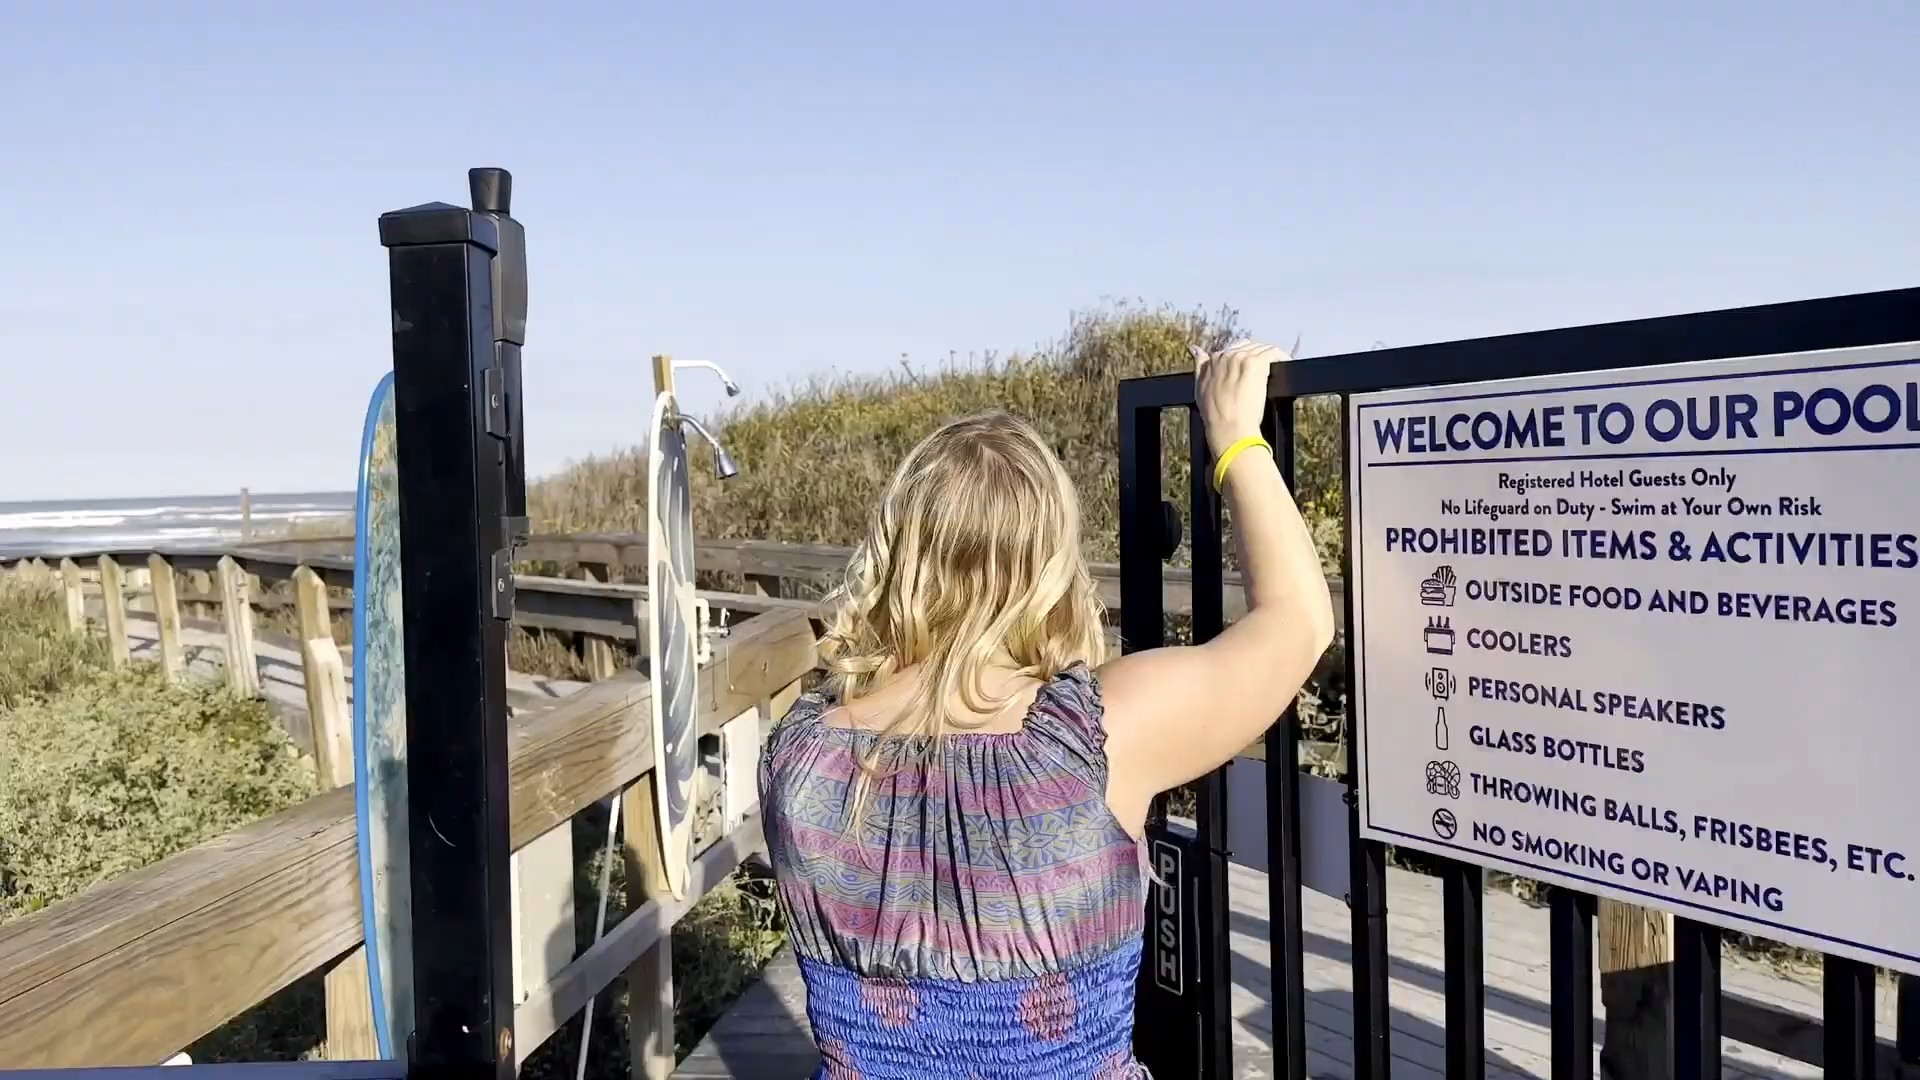 WELCOME TO OUR POOL
Registered Hotel Guests Only
No Lifeguard on Duty - Swim at Your Own Risk
PROHIBITED ITEMS & ACTIVITIES
OUTSIDE FOOD AND BEVERAGES
COOLERS
PERSONAL SPEAKERS
GLASS BOTTLES
THROWING BALLS, FRISBEES, ETC.
NO SMOKING OR VAPING
PUSH